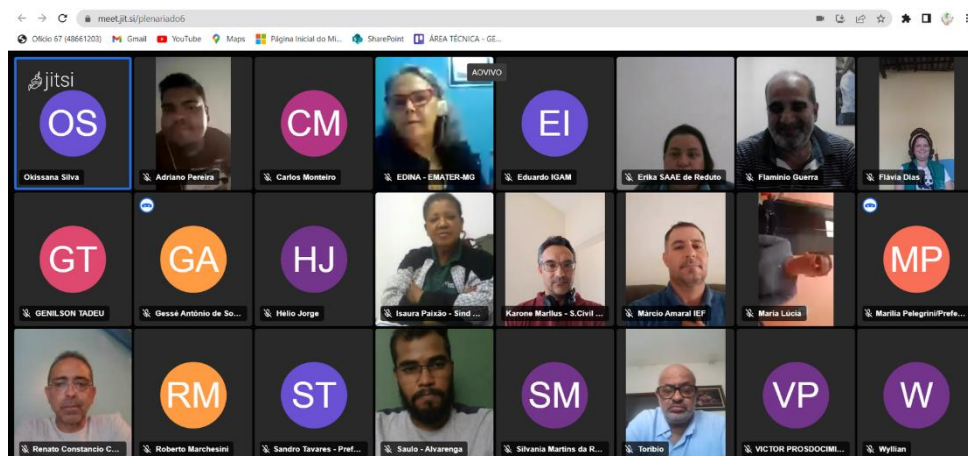 meet.jit.si/plenariado6
Ofício 67 (48661203) Gmail YouTube Maps Página Inicial do Mi... SharePoint ÁREA TÉCNICA - GE...
jitsi
AO VIVO
OS
CM
EI
Okissana Silva
Adriano Pereira
Carlos Monteiro
EDINA - EMATER-MG
Eduardo IGAM
Erika SAAE de Reduto
Flaminio Guerra
Flávia Dias
GT
GA
HJ
MP
GENILSON TADEU
Gessé Antônio de So...
Hélio Jorge
Isaura Paixão - Sind ...
Karone Marllus - S.Civil ...
Márcio Amaral IEF
Maria Lúcia
Marília Pelegrini/Prefe...
RM
ST
SM
VP
W
Renato Constancio C...
Roberto Marchesini
Sandro Tavares - Pref...
Saulo - Alvarenga
Silvania Martins da R...
Toribio
VICTOR PROSDOCIMI...
Wyllian